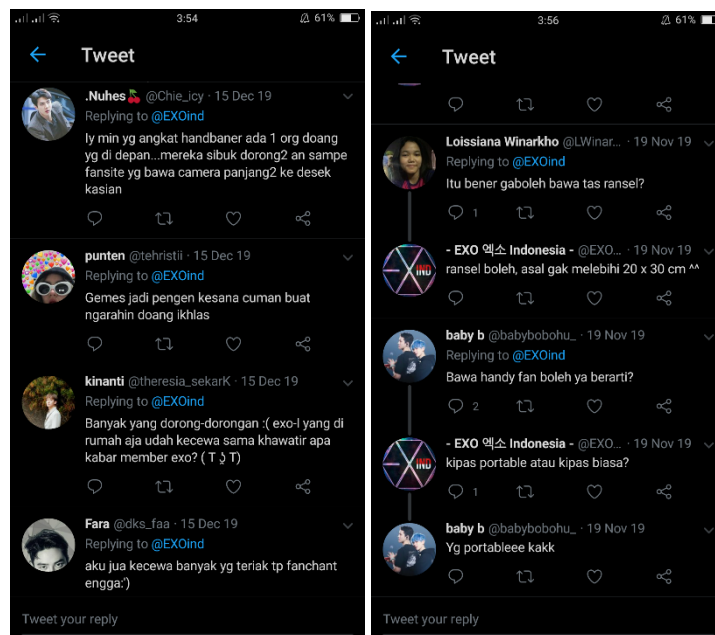 3:54
61%
Tweet
.Nuhes🍒 @Chie_icy · 15 Dec 19
Replying to @EXOind
Iy min yg angkat handbaner ada 1 org doang
yg di depan...mereka sibuk dorong2 an sampe
fansite yg bawa camera panjang2 ke desek
kasian
punten @tehristii · 15 Dec 19
Replying to @EXOind
Gemes jadi pengen kesana cuman buat
ngarahin doang ikhlas
kinanti @theresia_sekarK · 15 Dec 19
Replying to @EXOind
Banyak yang dorong-dorongan :( exo-l yang di
rumah aja udah kecewa sama khawatir apa
kabar member exo? ( T ʖ̯ T)
Fara @dks_faa · 15 Dec 19
Replying to @EXOind
aku jua kecewa banyak yg teriak tp fanchant
engga:')
Tweet your reply
3:56
61%
Tweet
Loissiana Winarkho @LWinar... · 19 Nov 19
Replying to @EXOind
Itu bener gaboleh bawa tas ransel?
1
- EXO 엑소 Indonesia - @EXO... · 19 Nov 19
ransel boleh, asal gak melebihi 20 x 30 cm ^^
IND
baby b @babybobohu_ · 19 Nov 19
Replying to @EXOind
Bawa handy fan boleh ya berarti?
2
- EXO 엑소 Indonesia - @EXO... · 19 Nov 19
kipas portable atau kipas biasa?
IND
1
baby b @babybobohu_ · 19 Nov 19
Yg portableee kakk
Tweet your reply